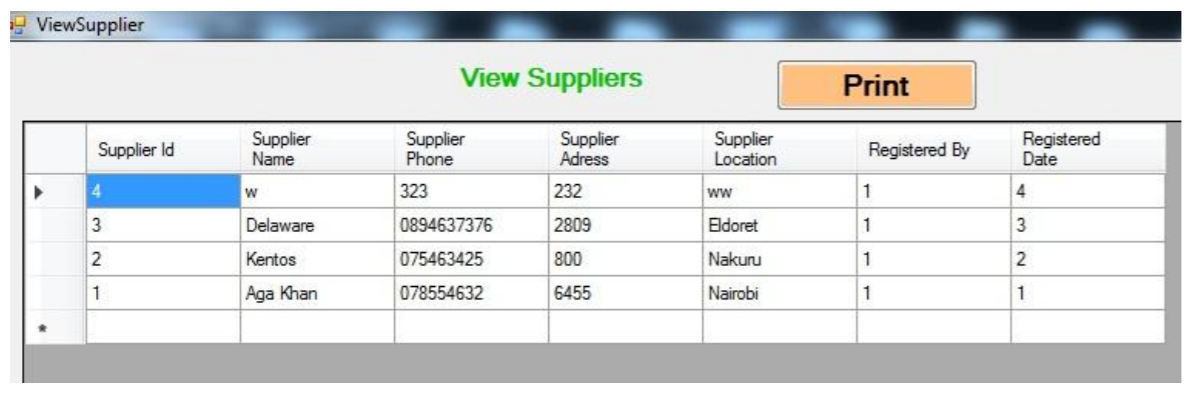 ViewSupplier
View Suppliers
Print
Supplier Id Supplier Name Supplier Phone Supplier Adress Supplier Location Registered By Registered Date
4 w 323 232 ww 1 4
3 Delaware 0894637376 2809 Eldoret 1 3
2 Kentos 075463425 800 Nakuru 1 2
1 Aga Khan 078554632 6455 Nairobi 1 1
*